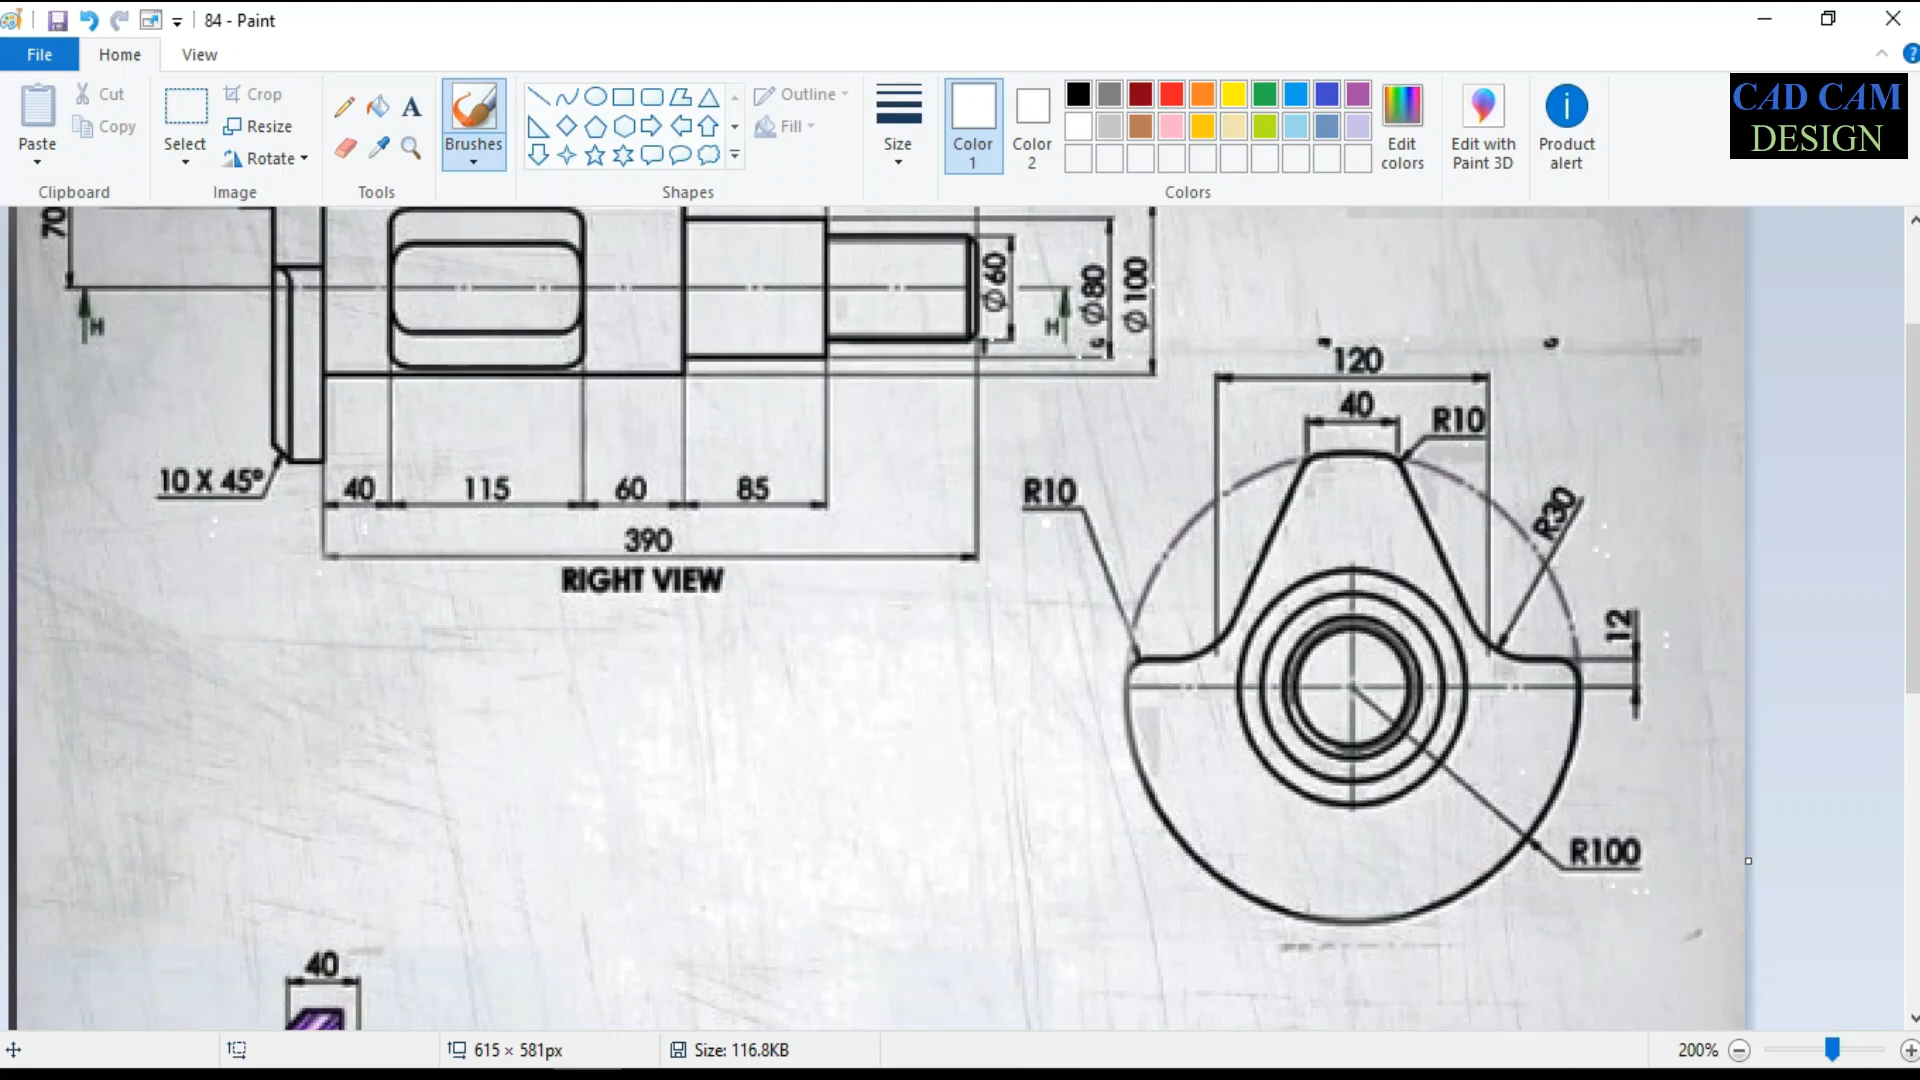 84 - Paint
File Home View
Paste
Cut
Copy
Clipboard
Select
Crop
Resize
Rotate
Image
A
Tools
Brushes
Shapes
Outline
Fill
Size
Color 1
Color 2
Colors
Edit colors
Edit with Paint 3D
Product alert
CAD CAM
DESIGN
70
H
H
Ø60
Ø80
Ø100
10 X 45°
40 115 60 85
390
RIGHT VIEW
120
40
R10
R10
R30
12
R100
40
615 × 581px
Size: 116.8KB
200%